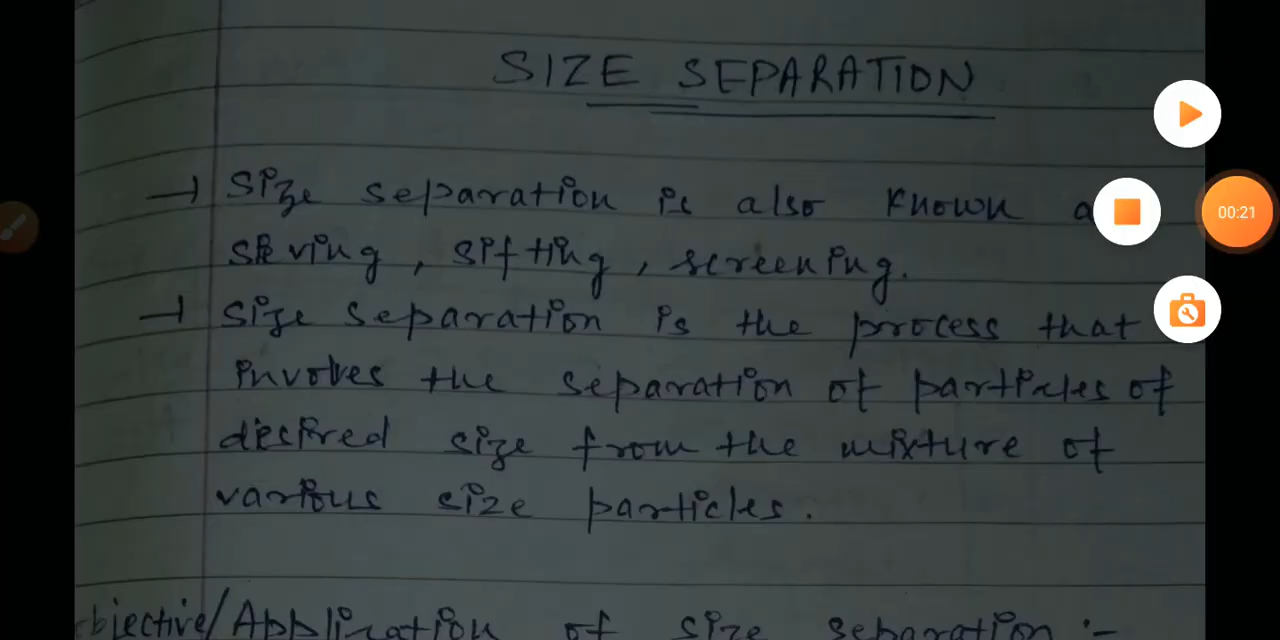 SIZE SEPARATION
00:21
→ Size separation is also known a
sieving, sifting, screening.
→ Size separation is the process that
involves the separation of particles of
desired size from the mixture of
various size particles.
bjective/Application of size separation :-